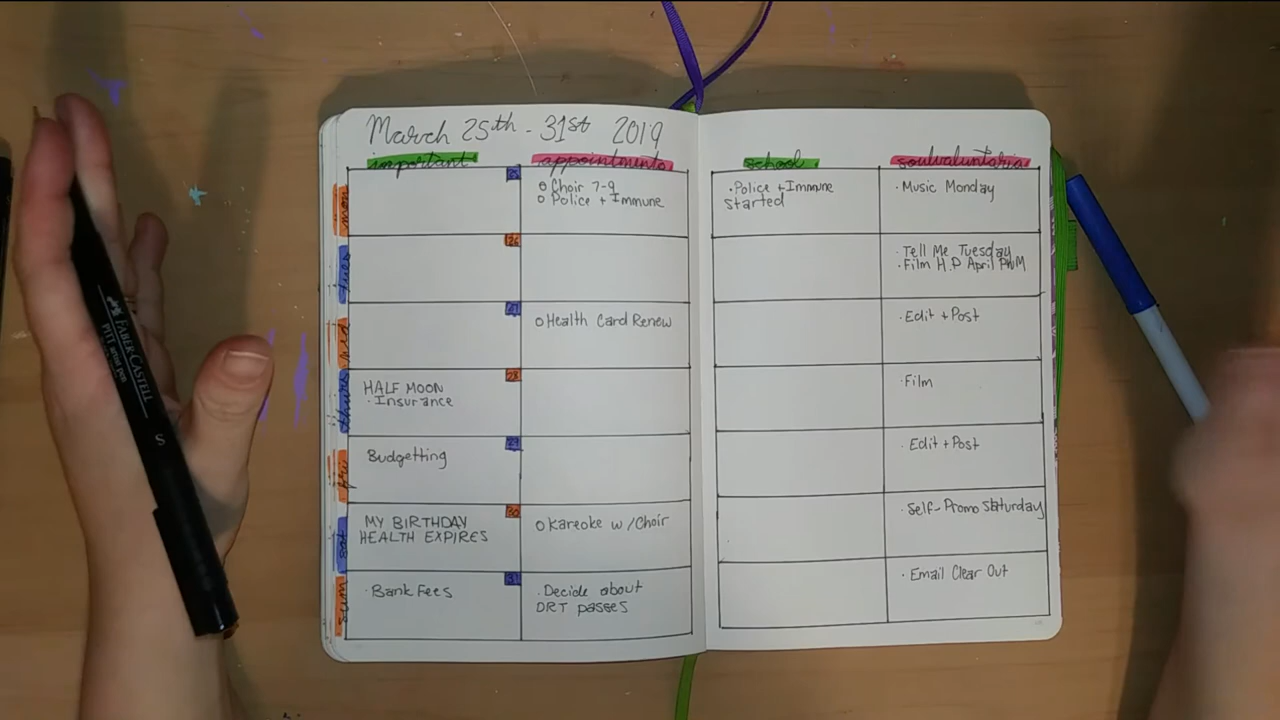 March 25th - 31st 2019
important appointments school soulvaluntaria
mon
25
o Choir 7-9
o Police + Immune
· Police + Immune
started
· Music Monday
tues
26
· Tell Me Tuesday
· Film H.P April PWM
wed
27
o Health Card Renew
· Edit + Post
thurs
HALF MOON
· Insurance
28
· Film
fri
Budgetting
29
· Edit + Post
sat
MY BIRTHDAY
HEALTH EXPIRES
30
o Kareoke w/Choir
· Self-Promo Saturday
sun
· Bank Fees
31
· Decide about
DRT passes
· Email Clear Out
FABER-CASTELL
PITT artist pen
S